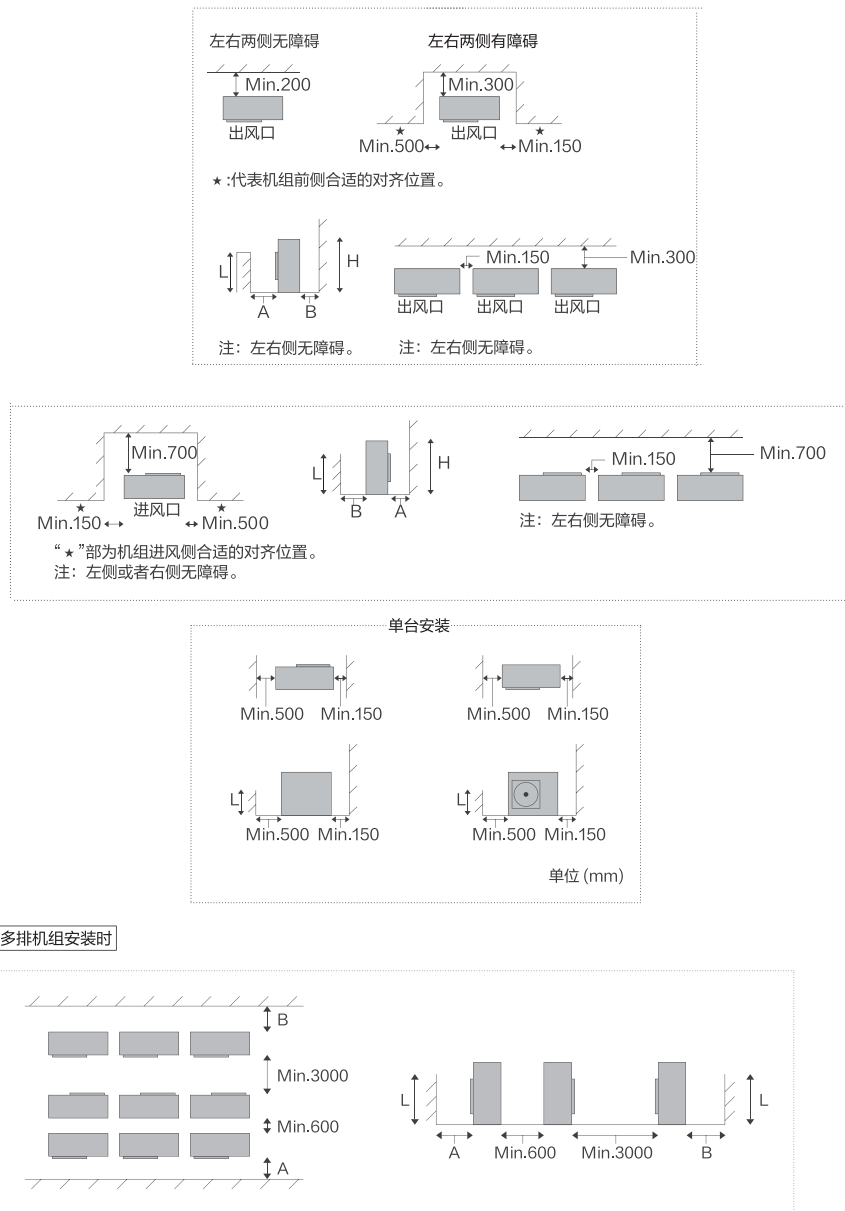 左右两侧无障碍
左右两侧有障碍
Min.200
出风口
Min.300
★ 出风口 ★
Min.500 Min.150
★:代表机组前侧合适的对齐位置。
L H
A B
注：左右侧无障碍。
Min.150 Min.300
出风口 出风口 出风口
注：左右侧无障碍。
Min.700
进风口
★ ★
Min.150 Min.500
“★”部为机组进风侧合适的对齐位置。
注：左侧或者右侧无障碍。
L H
B A
Min.150 Min.700
注：左右侧无障碍。
单台安装
Min.500 Min.150
Min.500 Min.150
L
Min.500 Min.150
L
Min.500 Min.150
单位 (mm)
多排机组安装时
B
Min.3000
Min.600
A
L L
A Min.600 Min.3000 B